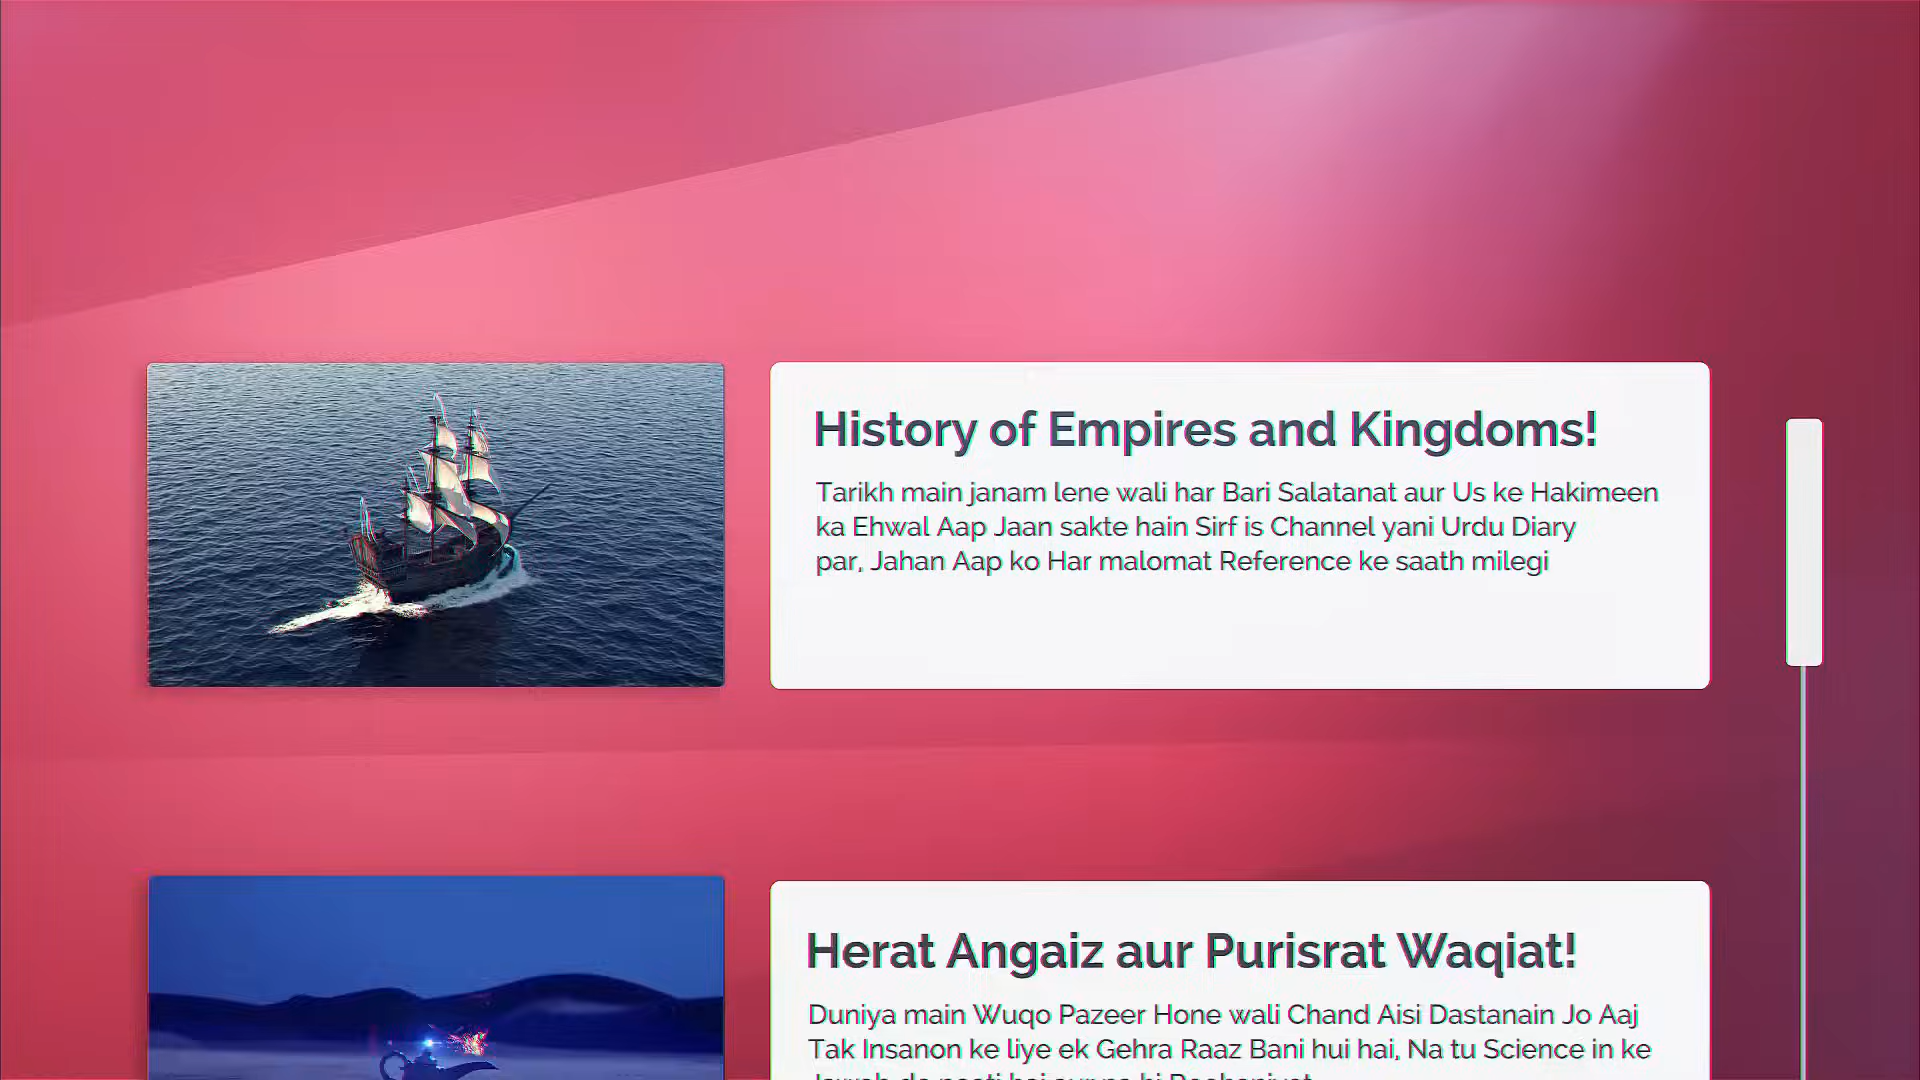 History of Empires and Kingdoms!
Tarikh main janam lene wali har Bari Salatanat aur Us ke Hakimeen
ka Ehwal Aap Jaan sakte hain Sirf is Channel yani Urdu Diary
par, Jahan Aap ko Har malomat Reference ke saath milegi
Herat Angaiz aur Purisrat Waqiat!
Duniya main Wuqo Pazeer Hone wali Chand Aisi Dastanain Jo Aaj
Tak Insanon ke liye ek Gehra Raaz Bani hui hai, Na tu Science in ke